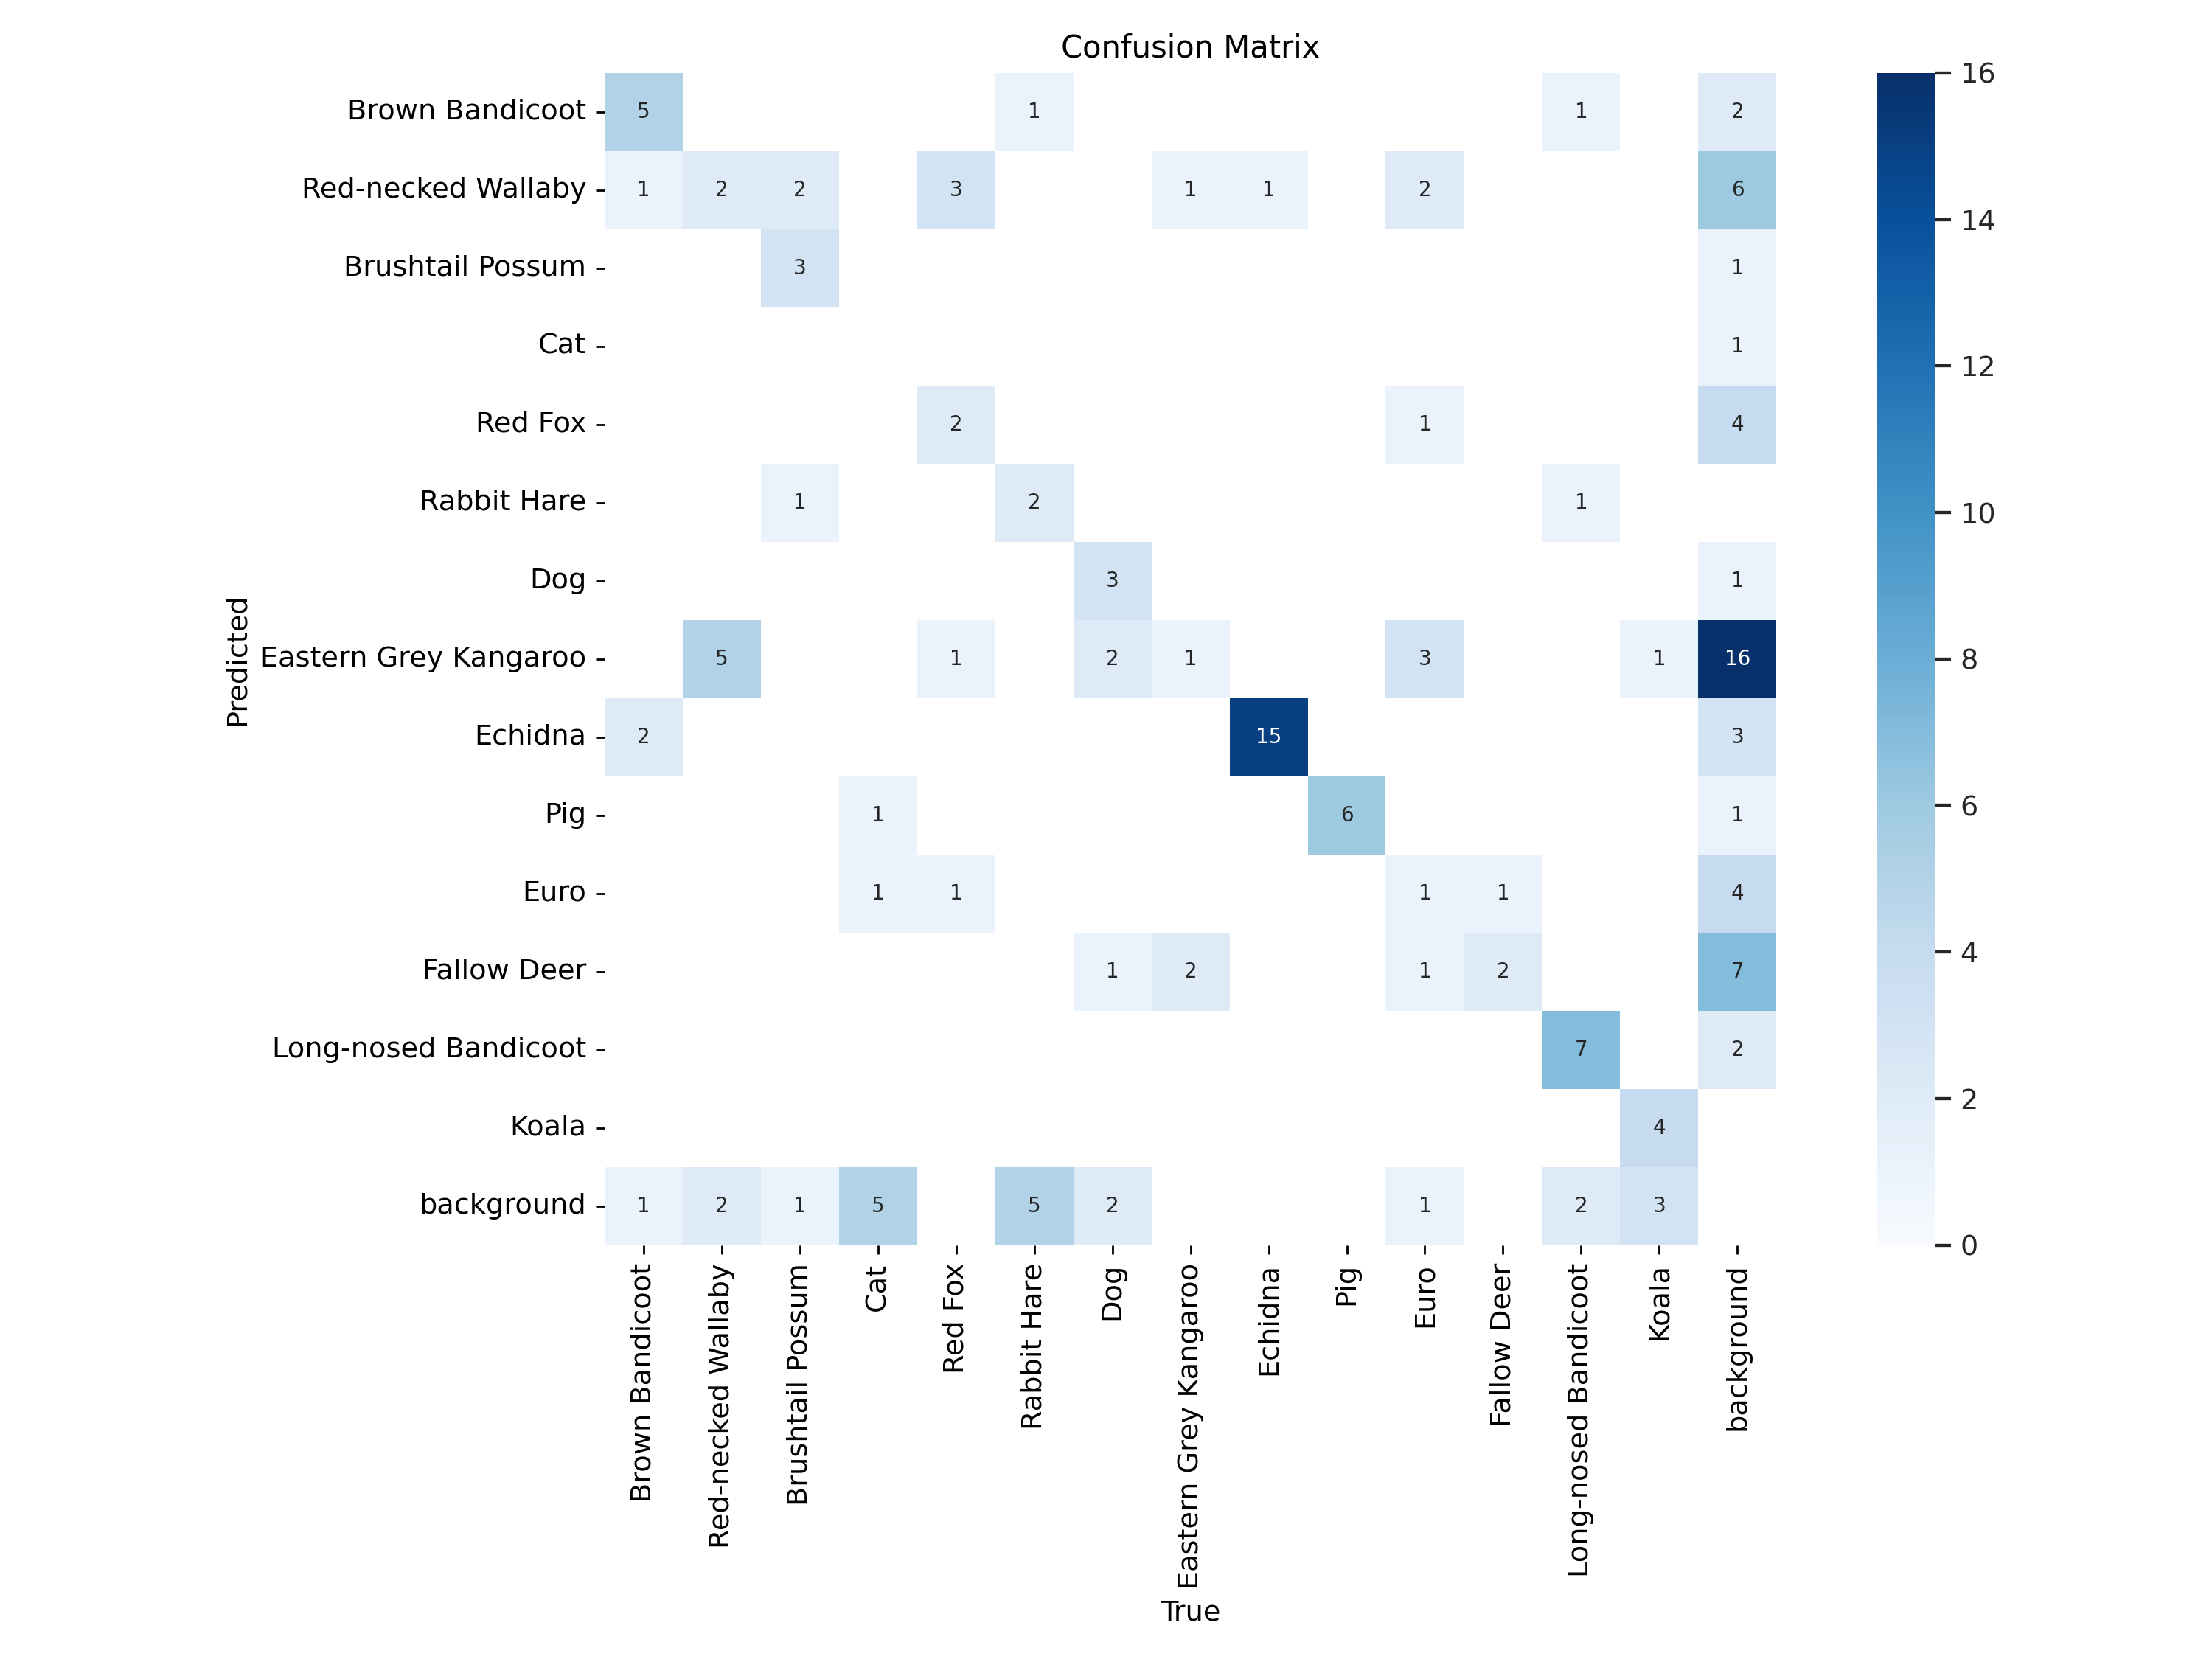 Confusion Matrix
Predicted
Brown Bandicoot 5 1 1 2
Red-necked Wallaby 1 2 2 3 1 1 2 6
Brushtail Possum 3 1
Cat 1
Red Fox 2 1 4
Rabbit Hare 1 2 1
Dog 3 1
Eastern Grey Kangaroo 5 1 2 1 3 1 16
Echidna 2 15 3
Pig 1 6 1
Euro 1 1 1 1 4
Fallow Deer 1 2 1 2 7
Long-nosed Bandicoot 7 2
Koala 4
background 1 2 1 5 5 2 1 2 3
Brown Bandicoot
Red-necked Wallaby
Brushtail Possum
Cat
Red Fox
Rabbit Hare
Dog
Eastern Grey Kangaroo
Echidna
Pig
Euro
Fallow Deer
Long-nosed Bandicoot
Koala
background
True
16
14
12
10
8
6
4
2
0